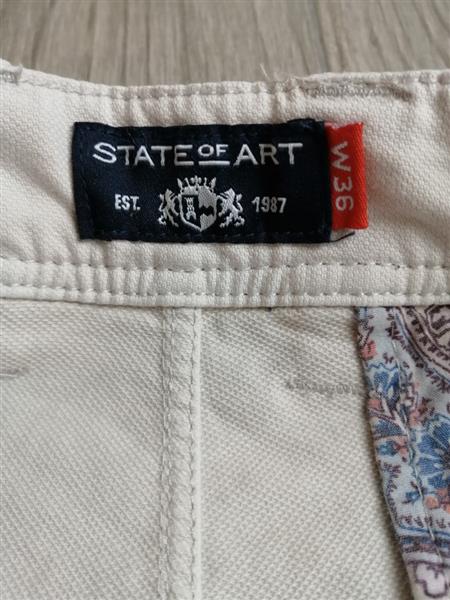 STATE OF ART
EST. 1987
W36